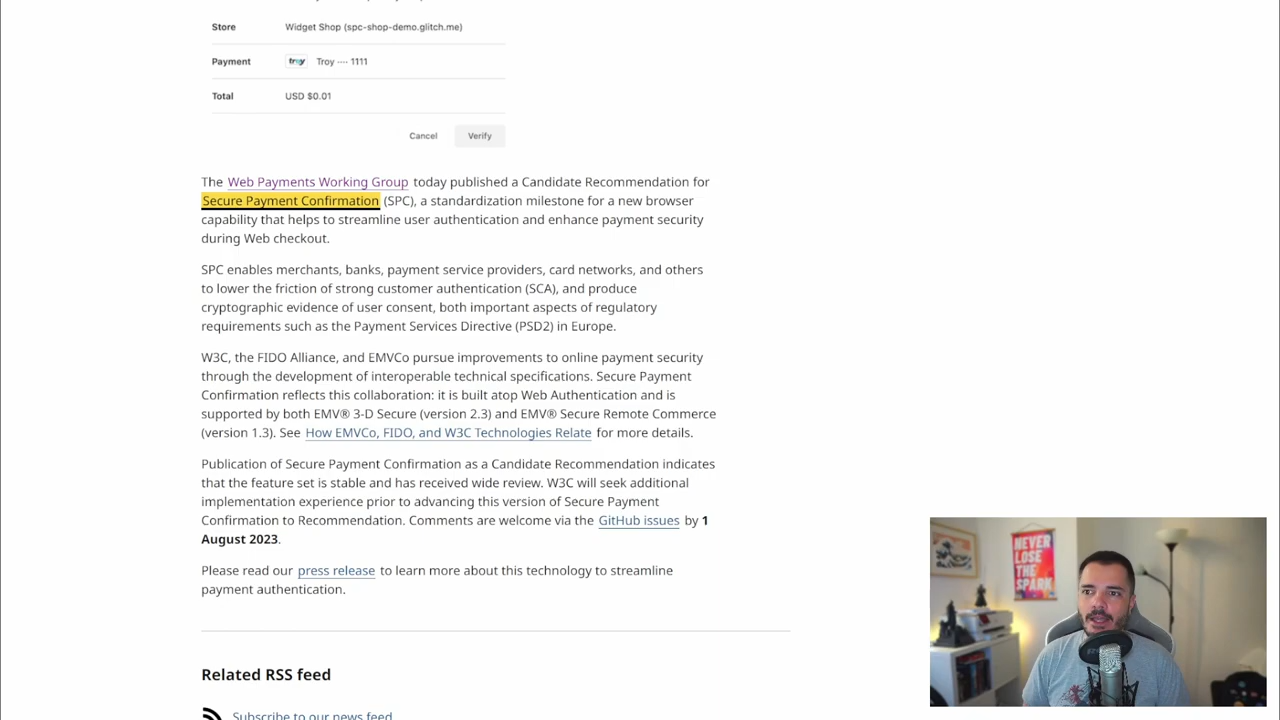 Store Widget Shop (spc-shop-demo.glitch.me)
Payment troy Troy ···· 1111
Total USD $0.01
Cancel Verify
The Web Payments Working Group today published a Candidate Recommendation for
Secure Payment Confirmation (SPC), a standardization milestone for a new browser
capability that helps to streamline user authentication and enhance payment security
during Web checkout.
SPC enables merchants, banks, payment service providers, card networks, and others
to lower the friction of strong customer authentication (SCA), and produce
cryptographic evidence of user consent, both important aspects of regulatory
requirements such as the Payment Services Directive (PSD2) in Europe.
W3C, the FIDO Alliance, and EMVCo pursue improvements to online payment security
through the development of interoperable technical specifications. Secure Payment
Confirmation reflects this collaboration: it is built atop Web Authentication and is
supported by both EMV® 3-D Secure (version 2.3) and EMV® Secure Remote Commerce
(version 1.3). See How EMVCo, FIDO, and W3C Technologies Relate for more details.
Publication of Secure Payment Confirmation as a Candidate Recommendation indicates
that the feature set is stable and has received wide review. W3C will seek additional
implementation experience prior to advancing this version of Secure Payment
Confirmation to Recommendation. Comments are welcome via the GitHub issues by 1
August 2023.
Please read our press release to learn more about this technology to streamline
payment authentication.
Related RSS feed
Subscribe to our news feed
NEVER
LOSE
THE
SPARK